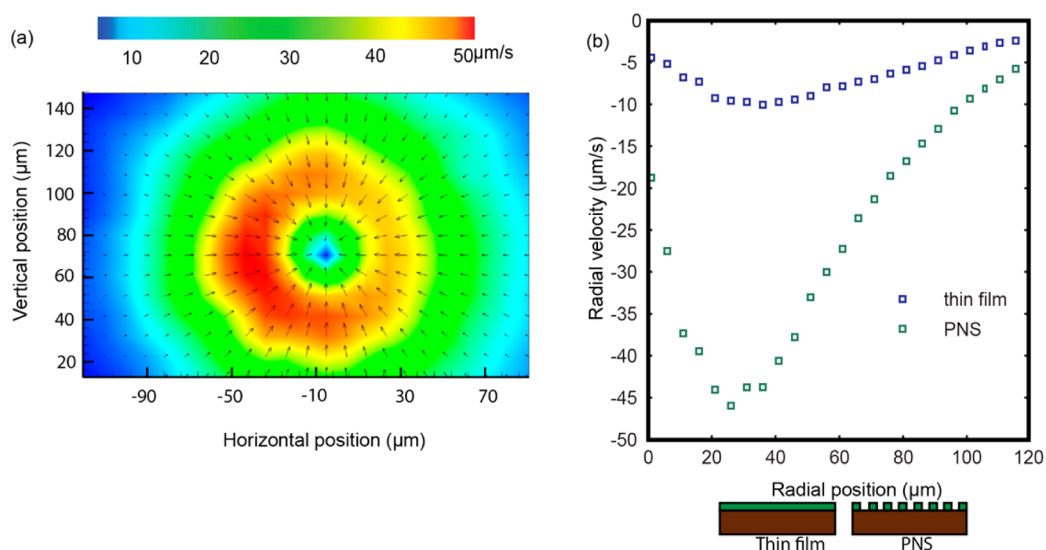 (a)
10 20 30 40 50 µm/s
Vertical position (µm)
140
120
100
80
60
40
20
-90 -50 -10 30 70
Horizontal position (µm)
(b)
Radial velocity (µm/s)
0
-5
-10
-15
-20
-25
-30
-35
-40
-45
-50
thin film
PNS
0 20 40 60 80 100 120
Radial position (µm)
Thin film PNS